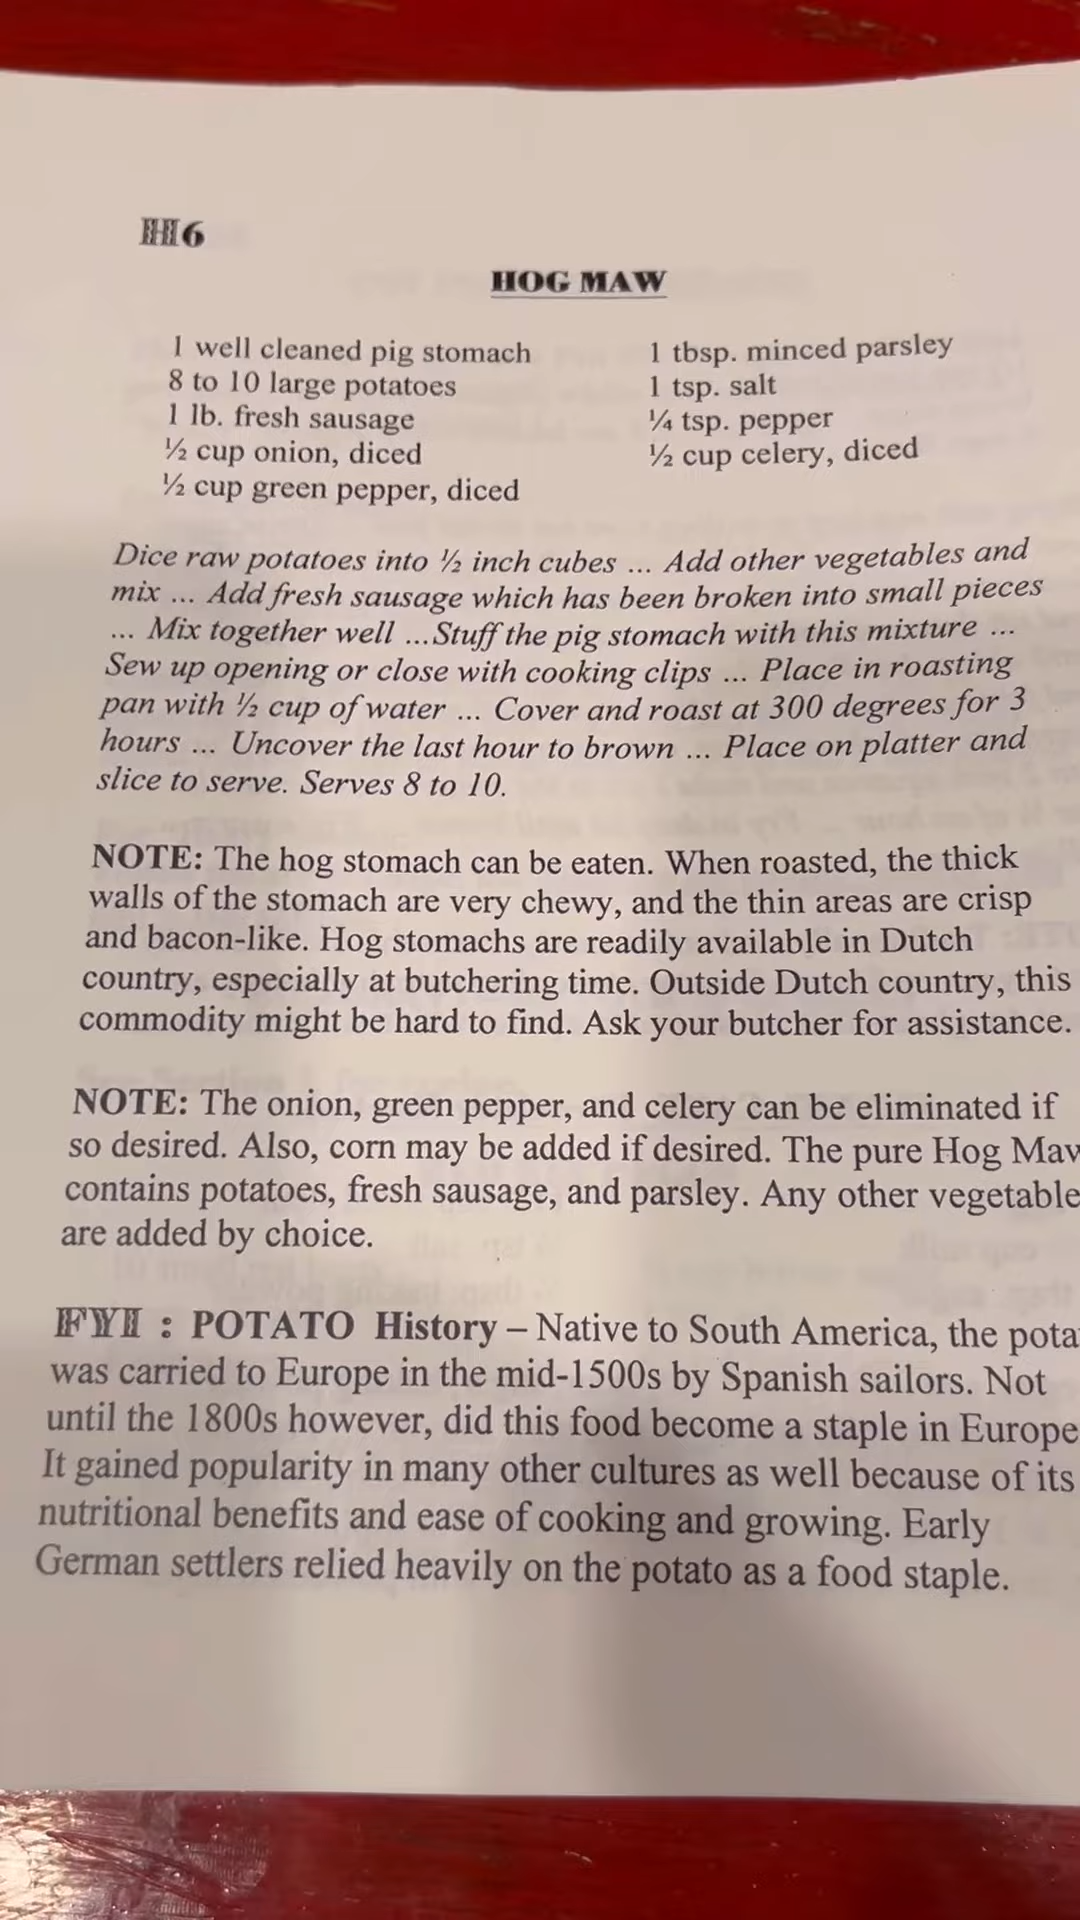 H6
HOG MAW
1 well cleaned pig stomach
8 to 10 large potatoes
1 lb. fresh sausage
½ cup onion, diced
½ cup green pepper, diced
1 tbsp. minced parsley
1 tsp. salt
¼ tsp. pepper
½ cup celery, diced
Dice raw potatoes into ½ inch cubes ... Add other vegetables and
mix ... Add fresh sausage which has been broken into small pieces
... Mix together well ...Stuff the pig stomach with this mixture ...
Sew up opening or close with cooking clips ... Place in roasting
pan with ½ cup of water ... Cover and roast at 300 degrees for 3
hours ... Uncover the last hour to brown ... Place on platter and
slice to serve. Serves 8 to 10.
NOTE: The hog stomach can be eaten. When roasted, the thick
walls of the stomach are very chewy, and the thin areas are crisp
and bacon-like. Hog stomachs are readily available in Dutch
country, especially at butchering time. Outside Dutch country, this
commodity might be hard to find. Ask your butcher for assistance.
NOTE: The onion, green pepper, and celery can be eliminated if
so desired. Also, corn may be added if desired. The pure Hog Maw
contains potatoes, fresh sausage, and parsley. Any other vegetable
are added by choice.
FYI : POTATO History – Native to South America, the pota
was carried to Europe in the mid-1500s by Spanish sailors. Not
until the 1800s however, did this food become a staple in Europe
It gained popularity in many other cultures as well because of its
nutritional benefits and ease of cooking and growing. Early
German settlers relied heavily on the potato as a food staple.